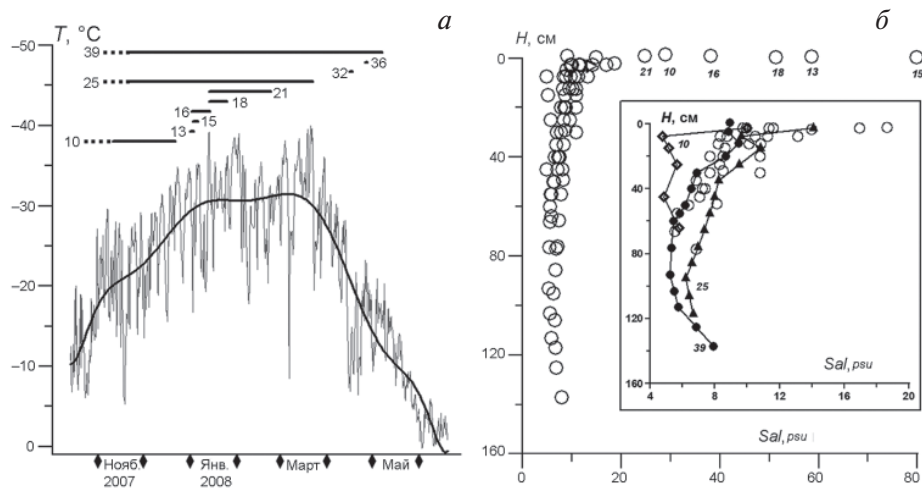 а
T, °C
–50
–40
–30
–20
–10
0
39
36
32
25
21
18
16
15
13
10
Нояб. Янв. Март Май
2007 2008
б
H, см
0
40
80
120
160
21 10 16 18 13 15
H, см
0
40
80
120
160
10
25
39
Sal, psu
4 8 12 16 20
Sal, psu
0 20 40 60 80